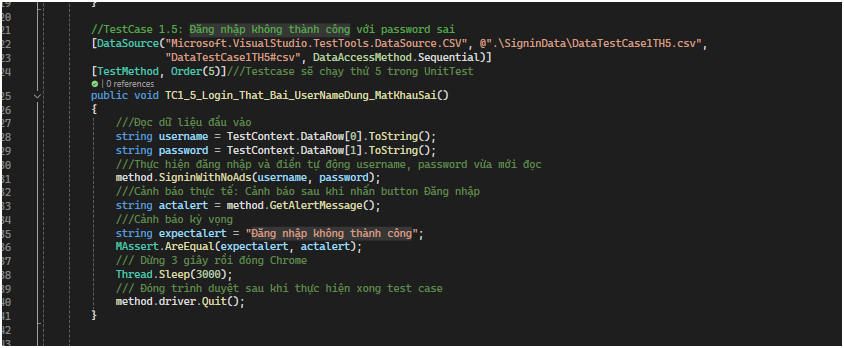 19 }
20
21 //TestCase 1.5: Đăng nhập không thành công với password sai
22 [DataSource("Microsoft.VisualStudio.TestTools.DataSource.CSV", @".\SigninData\DataTestCase1TH5.csv",
23 "DataTestCase1TH5#csv", DataAccessMethod.Sequential)]
24 [TestMethod, Order(5)]///Testcase sẽ chạy thứ 5 trong UnitTest
| 0 references
25 public void TC1_5_Login_That_Bai_UserNameDung_MatKhauSai()
26 {
27 ///Đọc dữ liệu đầu vào
28 string username = TestContext.DataRow[0].ToString();
29 string password = TestContext.DataRow[1].ToString();
30 ///Thực hiện đăng nhập và điền tự động username, password vừa mới đọc
31 method.SigninWithNoAds(username, password);
32 ///Cảnh báo thực tế: Cảnh báo sau khi nhấn button Đăng nhập
33 string actalert = method.GetAlertMessage();
34 ///Cảnh báo kỳ vọng
35 string expectalert = "Đăng nhập không thành công";
36 MAssert.AreEqual(expectalert, actalert);
37 /// Dừng 3 giây rồi đóng Chrome
38 Thread.Sleep(3000);
39 /// Đóng trình duyệt sau khi thực hiện xong test case
40 method.driver.Quit();
41 }
42
43